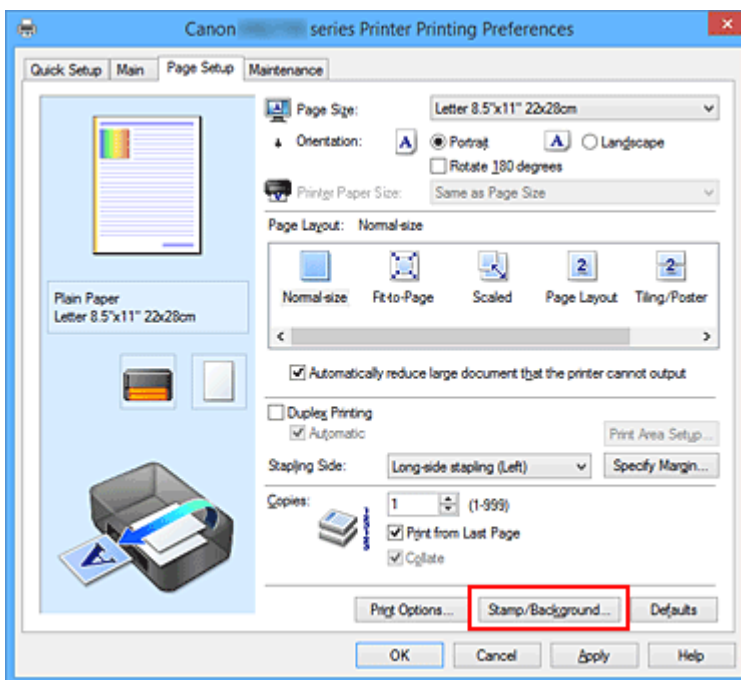 Canon series Printer Printing Preferences
Quick Setup Main Page Setup Maintenance
Page Size: Letter 8.5"x11" 22x28cm
Orientation: A Portrait A Landscape
Rotate 180 degrees
Printer Paper Size: Same as Page Size
Page Layout: Normal-size
2 2
Normal-size Fit-to-Page Scaled Page Layout Tiling/Poster
Plain Paper
Letter 8.5"x11" 22x28cm
Automatically reduce large document that the printer cannot output
Duplex Printing
Automatic Print Area Setup...
Stapling Side: Long-side stapling (Left) Specify Margin...
Copies: 1 (1-999)
Print from Last Page
Collate
A
Print Options... Stamp/Background... Defaults
OK Cancel Apply Help